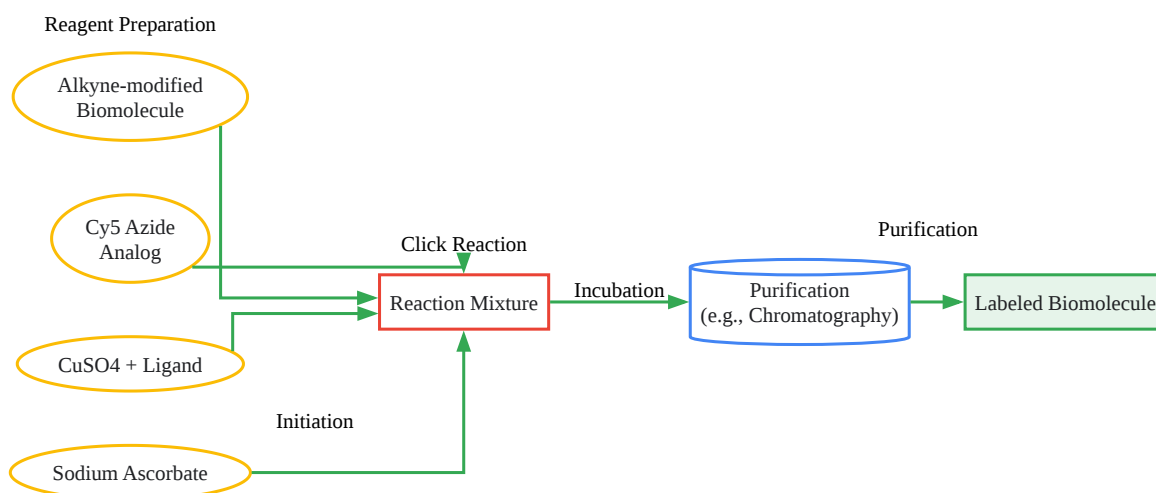 Reagent Preparation
Alkyne-modified
Biomolecule
Cy5 Azide
Analog
CuSO4 + Ligand
Sodium Ascorbate
Initiation
Click Reaction
Reaction Mixture
Incubation
Purification
Purification
(e.g., Chromatography)
Labeled Biomolecule